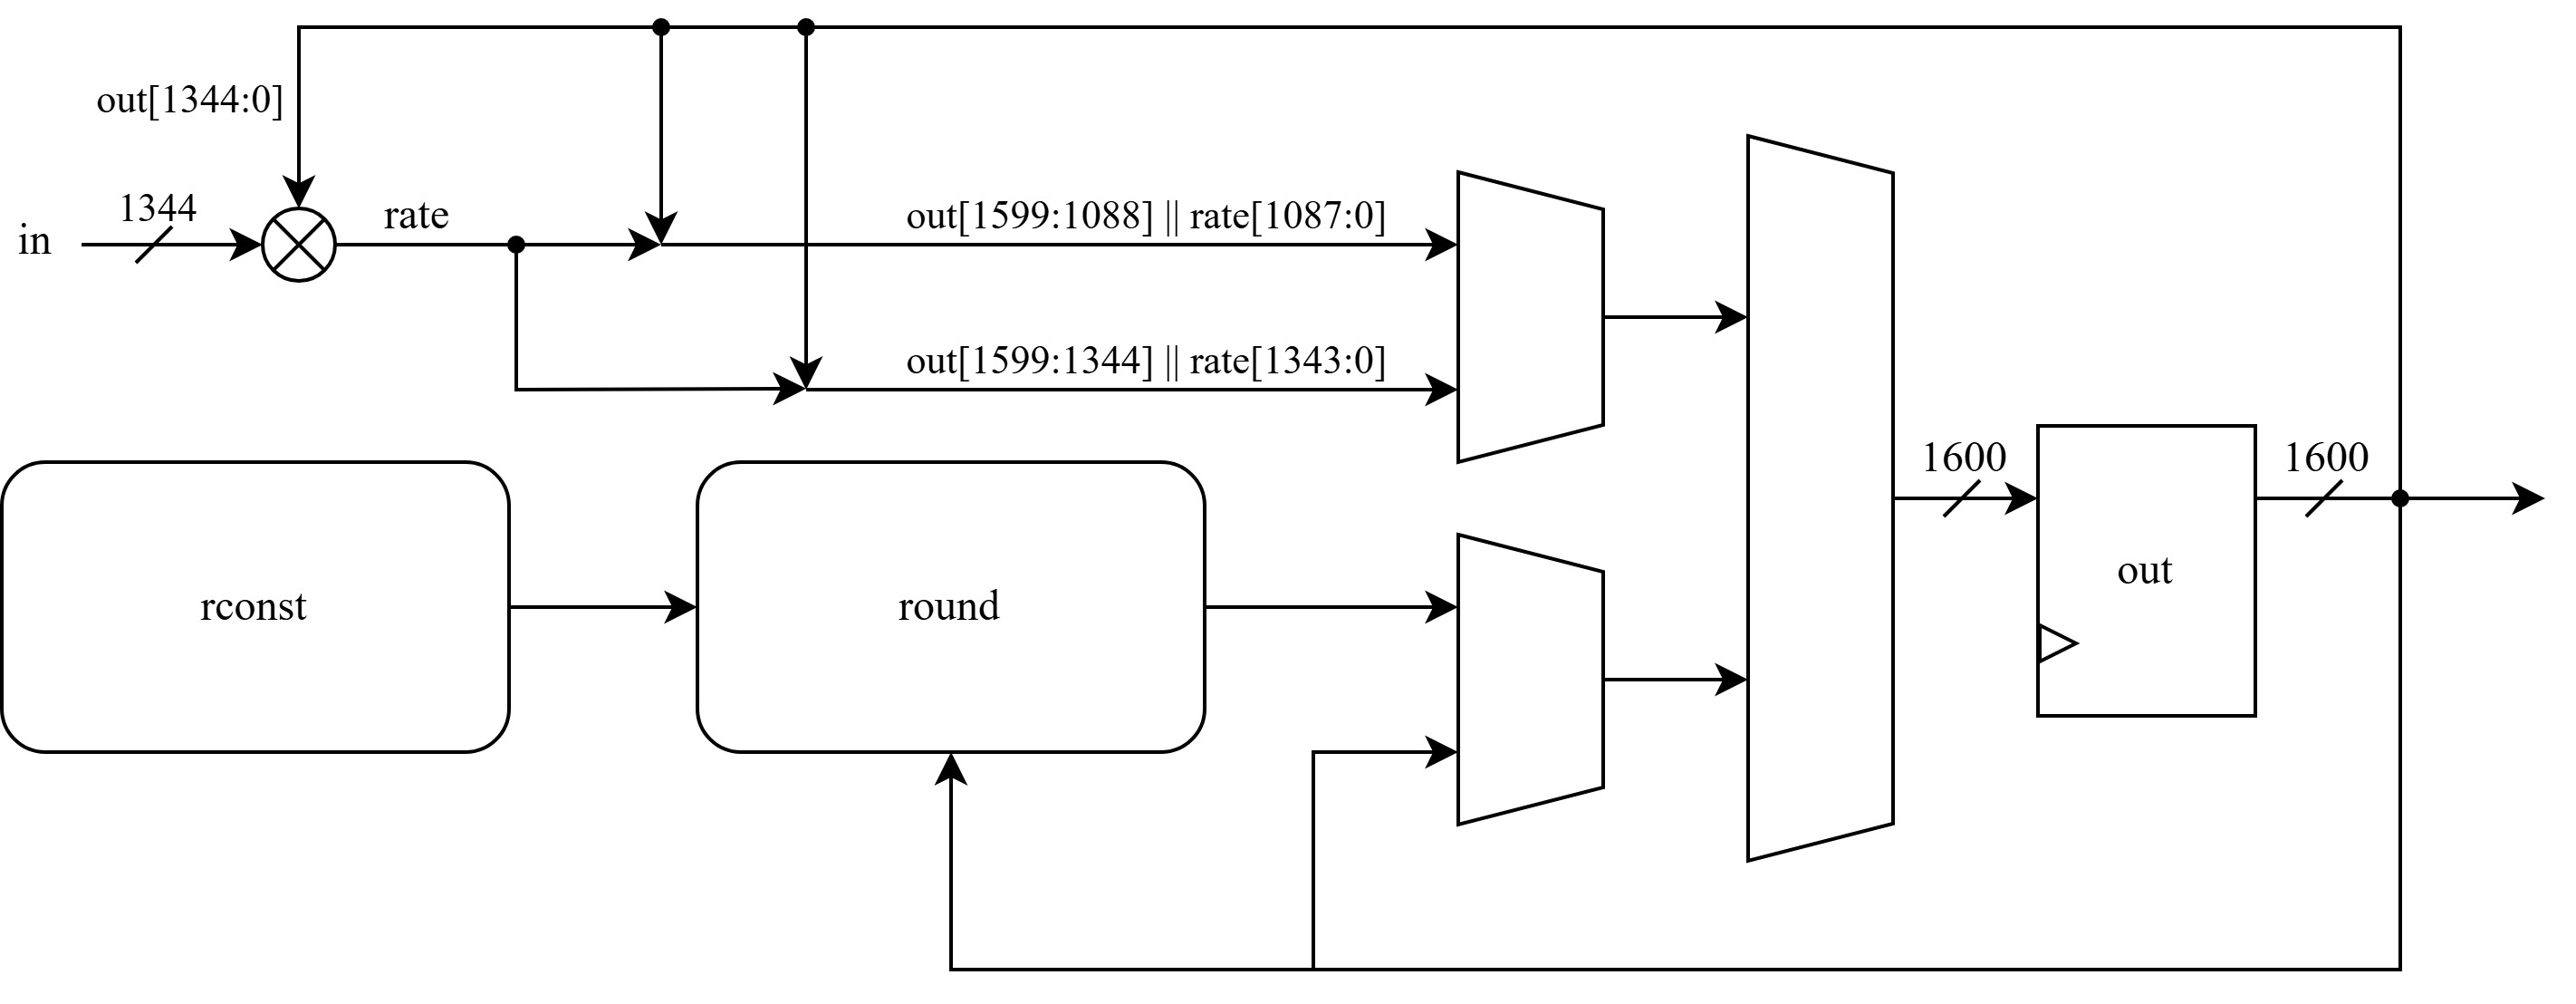 out[1344:0]
1344
in
rate
out[1599:1088] || rate[1087:0]
out[1599:1344] || rate[1343:0]
1600
1600
rconst
round
out